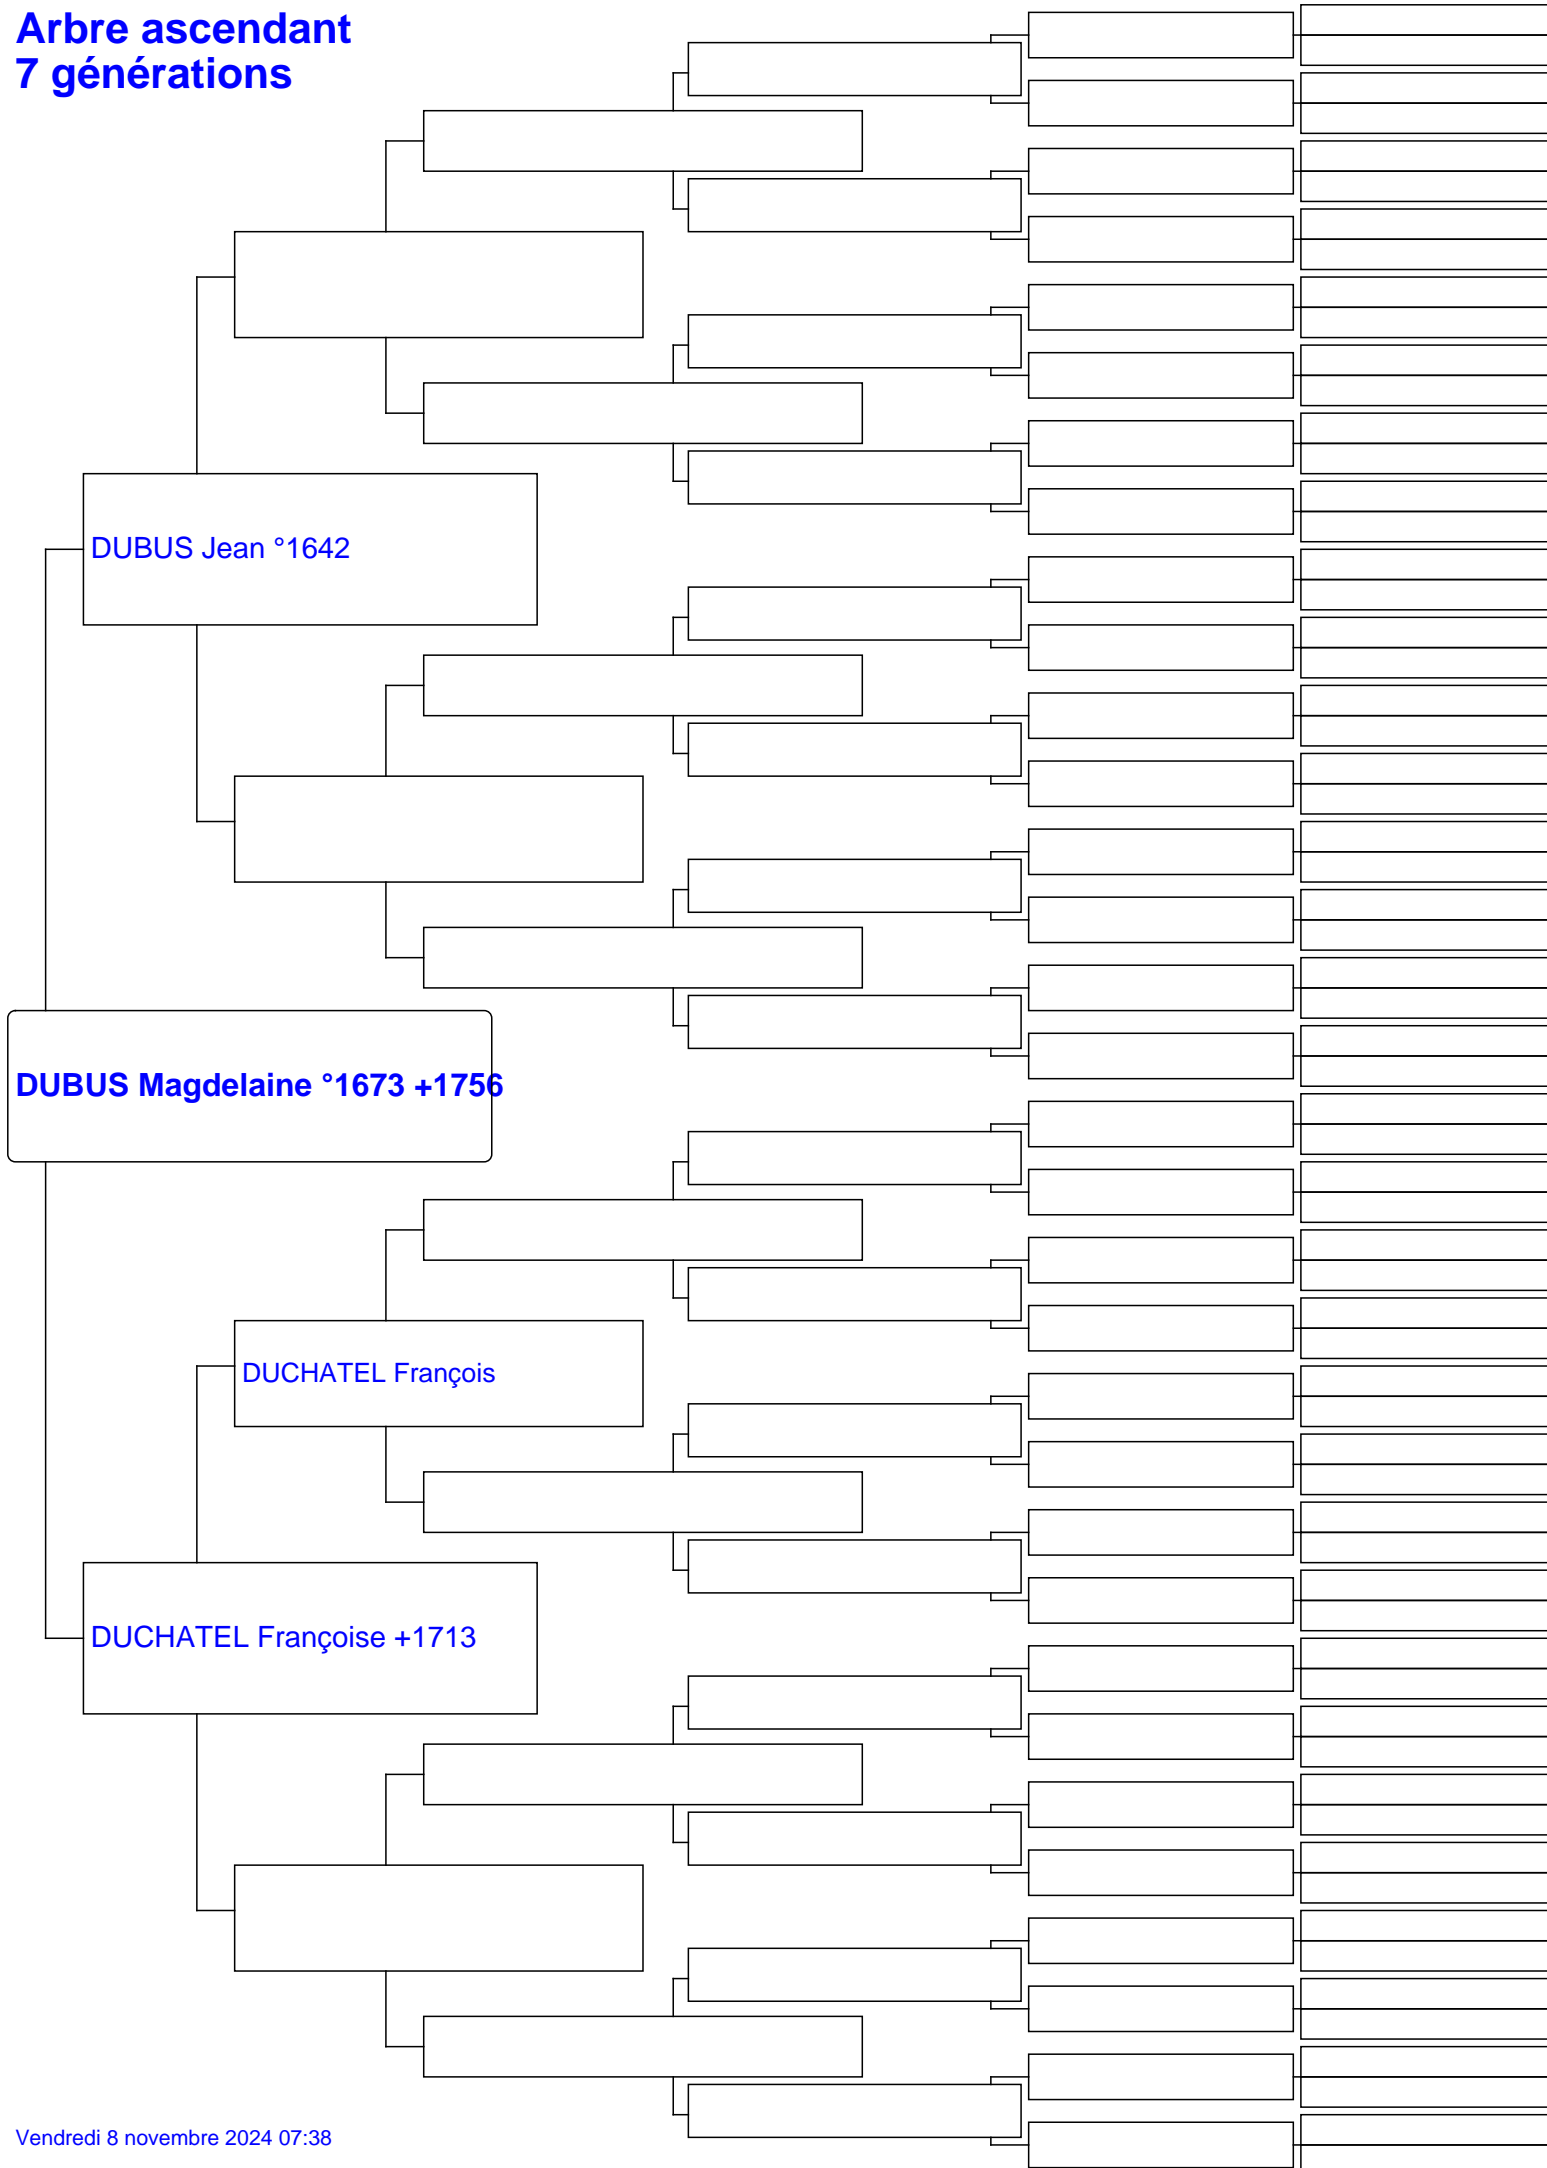 Arbre ascendant
7 générations
DUBUS Jean °1642
DUBUS Magdelaine °1673 +1756
DUCHATEL François
DUCHATEL Françoise +1713
Vendredi 8 novembre 2024 07:38